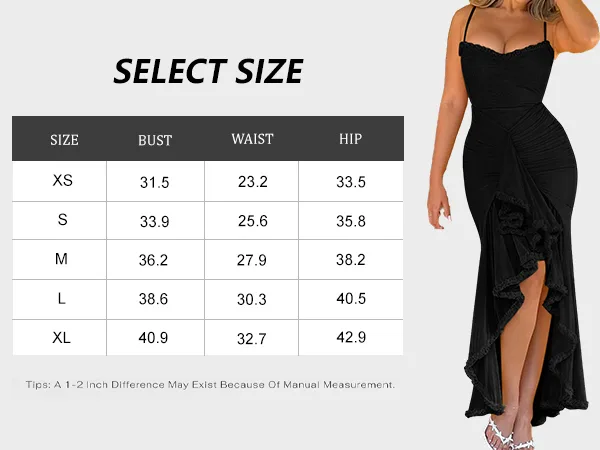 SELECT SIZE
SIZE BUST WAIST HIP
XS 31.5 23.2 33.5
S 33.9 25.6 35.8
M 36.2 27.9 38.2
L 38.6 30.3 40.5
XL 40.9 32.7 42.9
Tips: A 1-2 Inch Difference May Exist Because Of Manual Measurement.